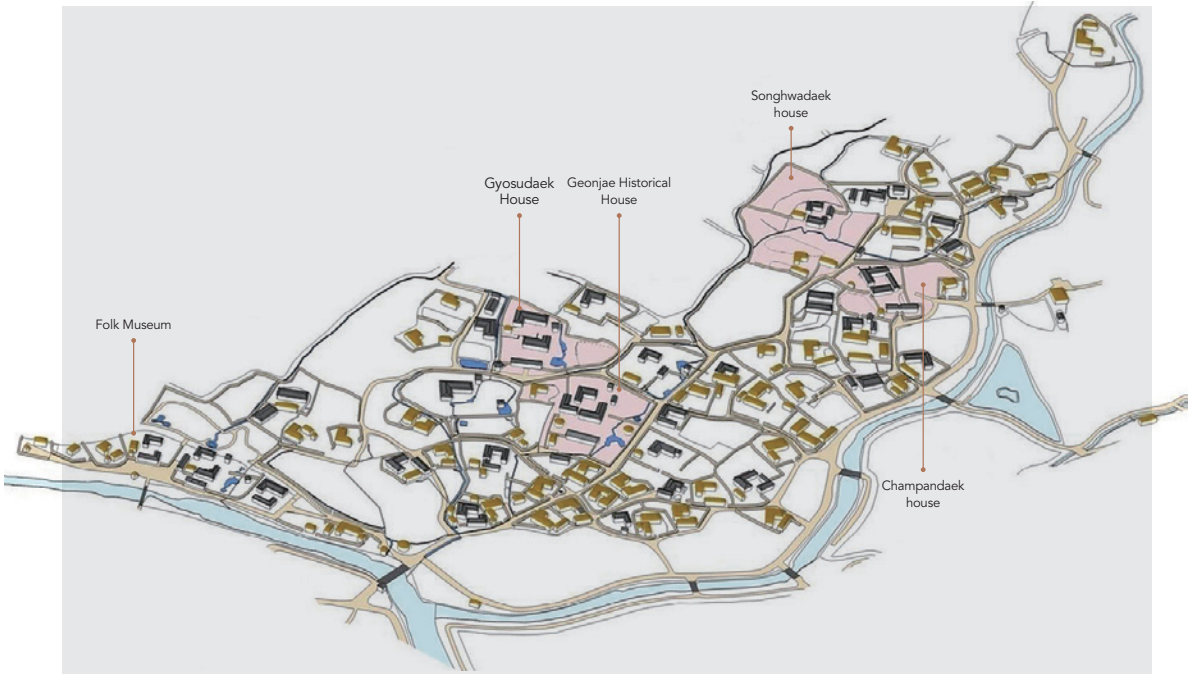 Songhwadaek
house
Gyosudaek
House
Geonjae Historical
House
Folk Museum
Champandaek
house